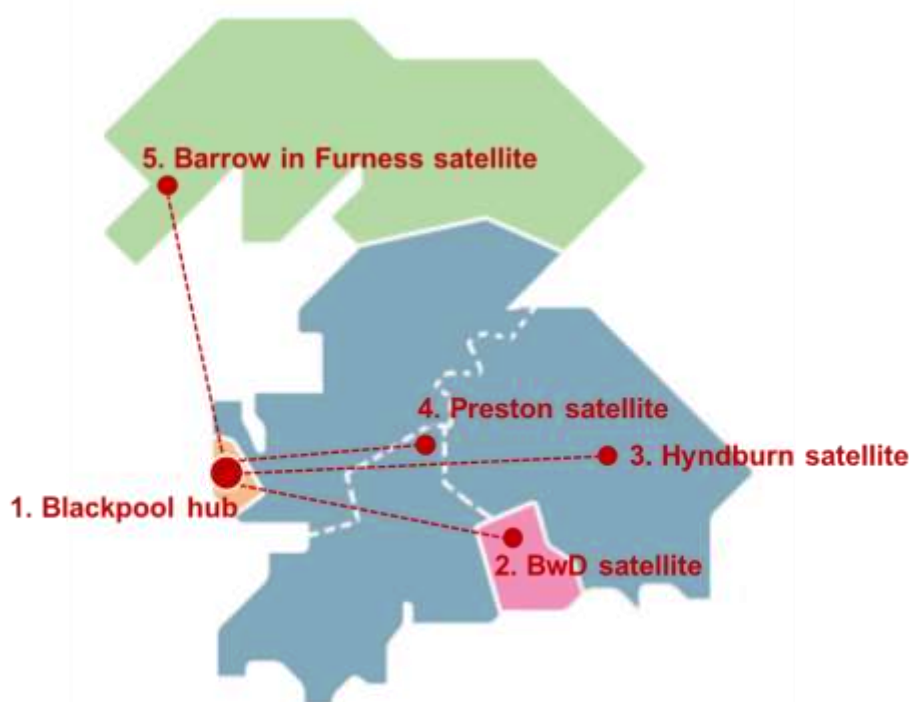 5. Barrow in Furness satellite
4. Preston satellite
3. Hyndburn satellite
1. Blackpool hub
2. BwD satellite